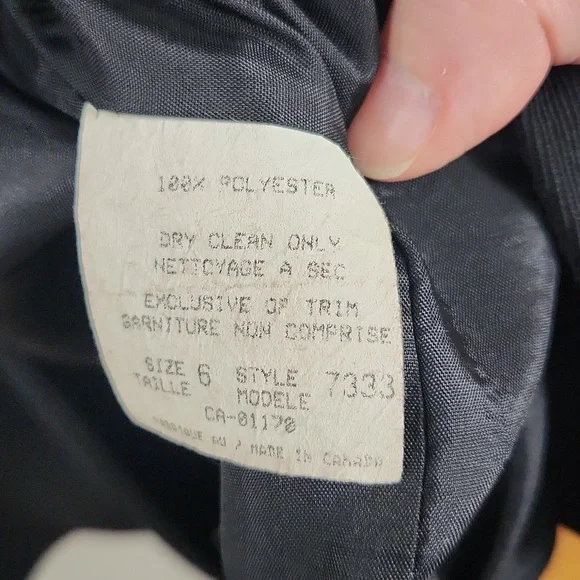 100% POLYESTER
DRY CLEAN ONLY
NETTOYAGE A SEC
EXCLUSIVE OF TRIM
GARNITURE NON COMPRISE
SIZE 6 STYLE 7333
TAILLE MODELE
CA-01170
AU / MADE IN CANADA